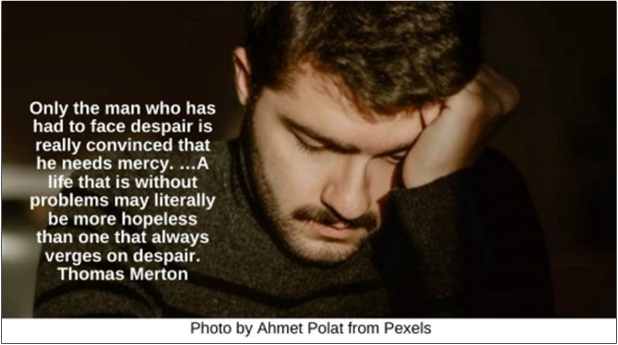 Only the man who has
had to face despair is
really convinced that
he needs mercy. ...A
life that is without
problems may literally
be more hopeless
than one that always
verges on despair.
Thomas Merton
Photo by Ahmet Polat from Pexels